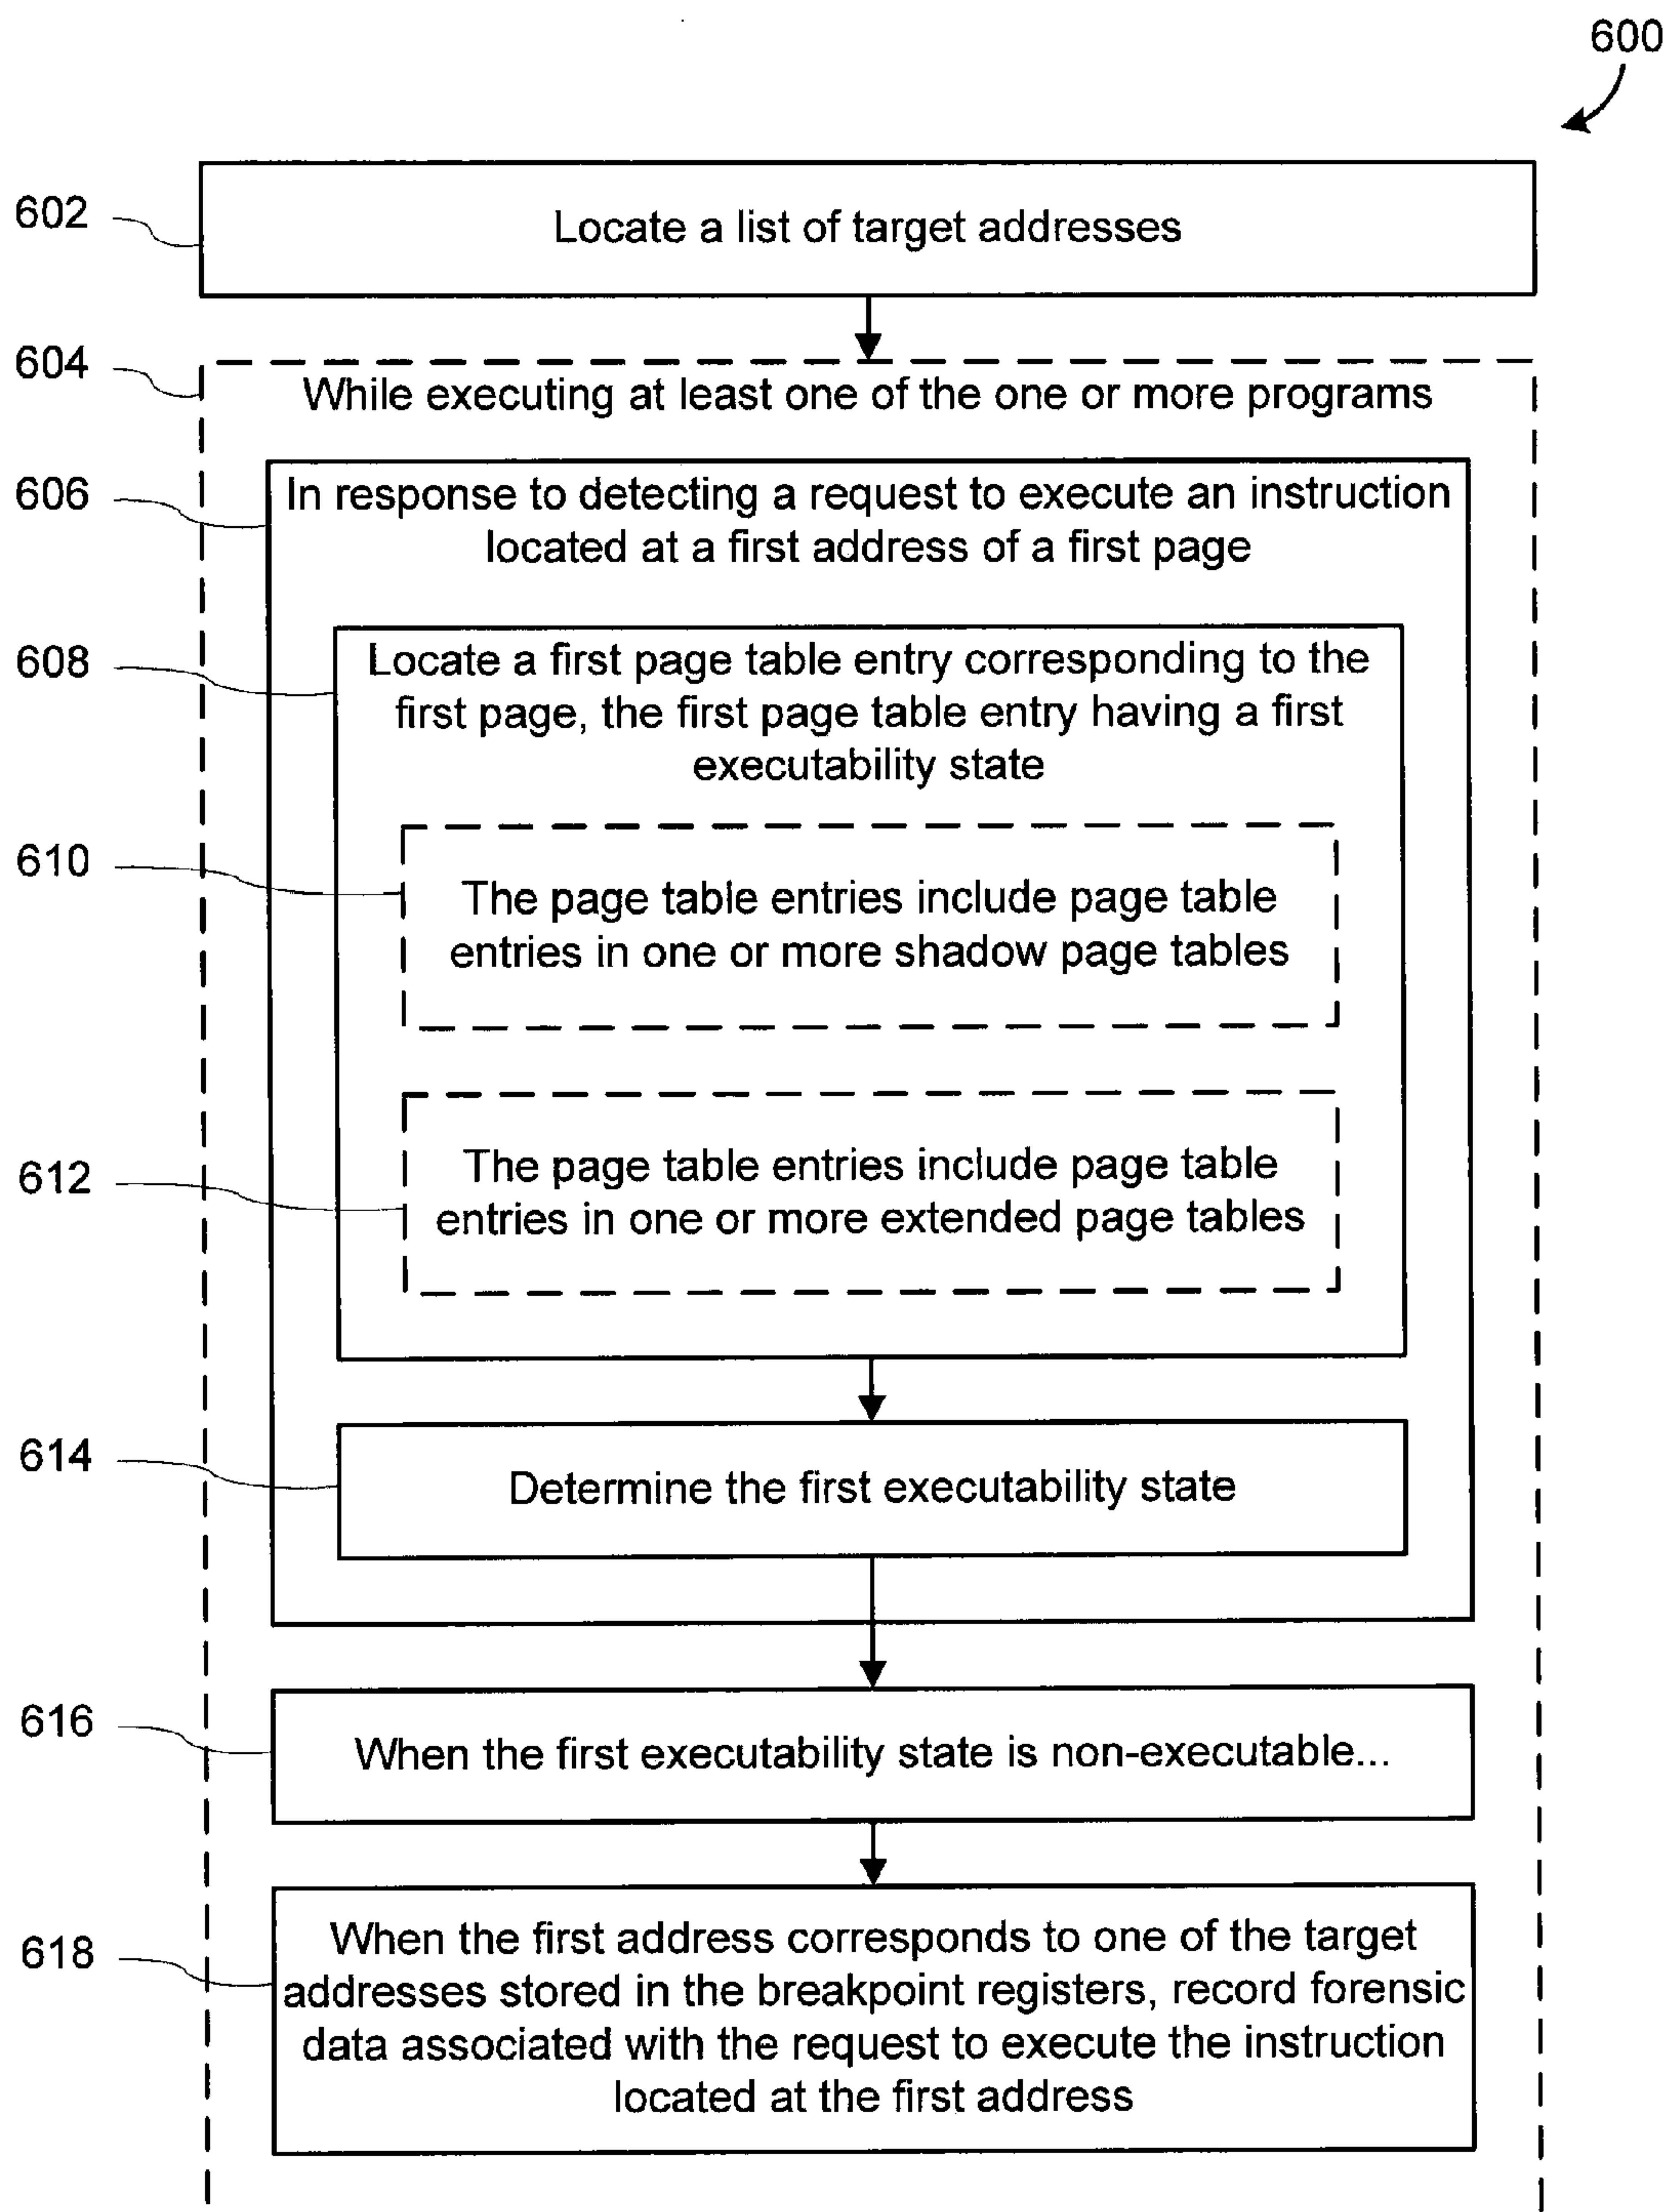 600
602
Locate a list of target addresses
604
While executing at least one of the one or more programs
606
In response to detecting a request to execute an instruction
located at a first address of a first page
608
Locate a first page table entry corresponding to the
first page, the first page table entry having a first
executability state
610
The page table entries include page table
entries in one or more shadow page tables
612
The page table entries include page table
entries in one or more extended page tables
614
Determine the first executability state
616
When the first executability state is non-executable...
618
When the first address corresponds to one of the target
addresses stored in the breakpoint registers, record forensic
data associated with the request to execute the instruction
located at the first address